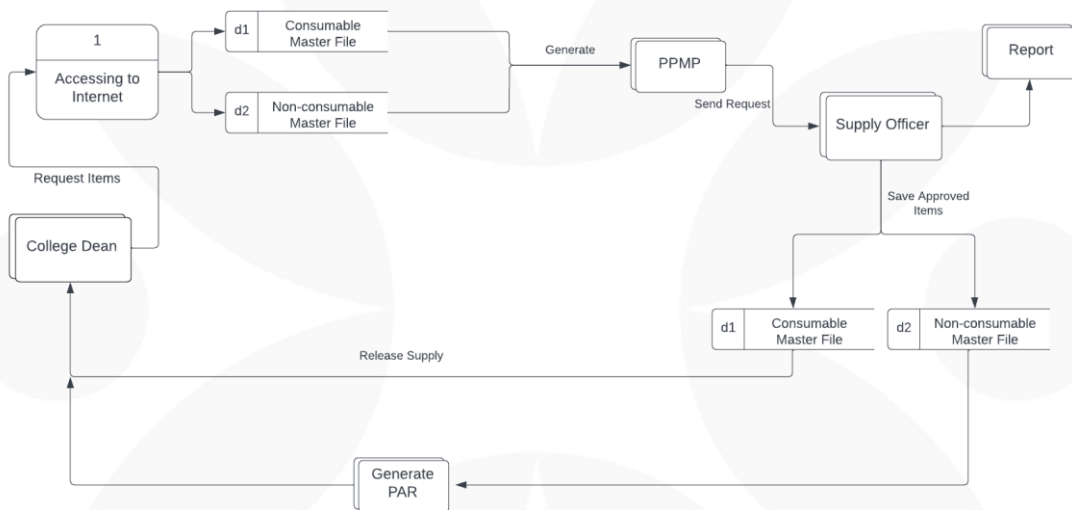 1
Accessing to
Internet
d1
Consumable
Master File
d2
Non-consumable
Master File
Generate
PPMP
Send Request
Supply Officer
Report
Request Items
College Dean
Save Approved
Items
d1
Consumable
Master File
d2
Non-consumable
Master File
Release Supply
Generate
PAR